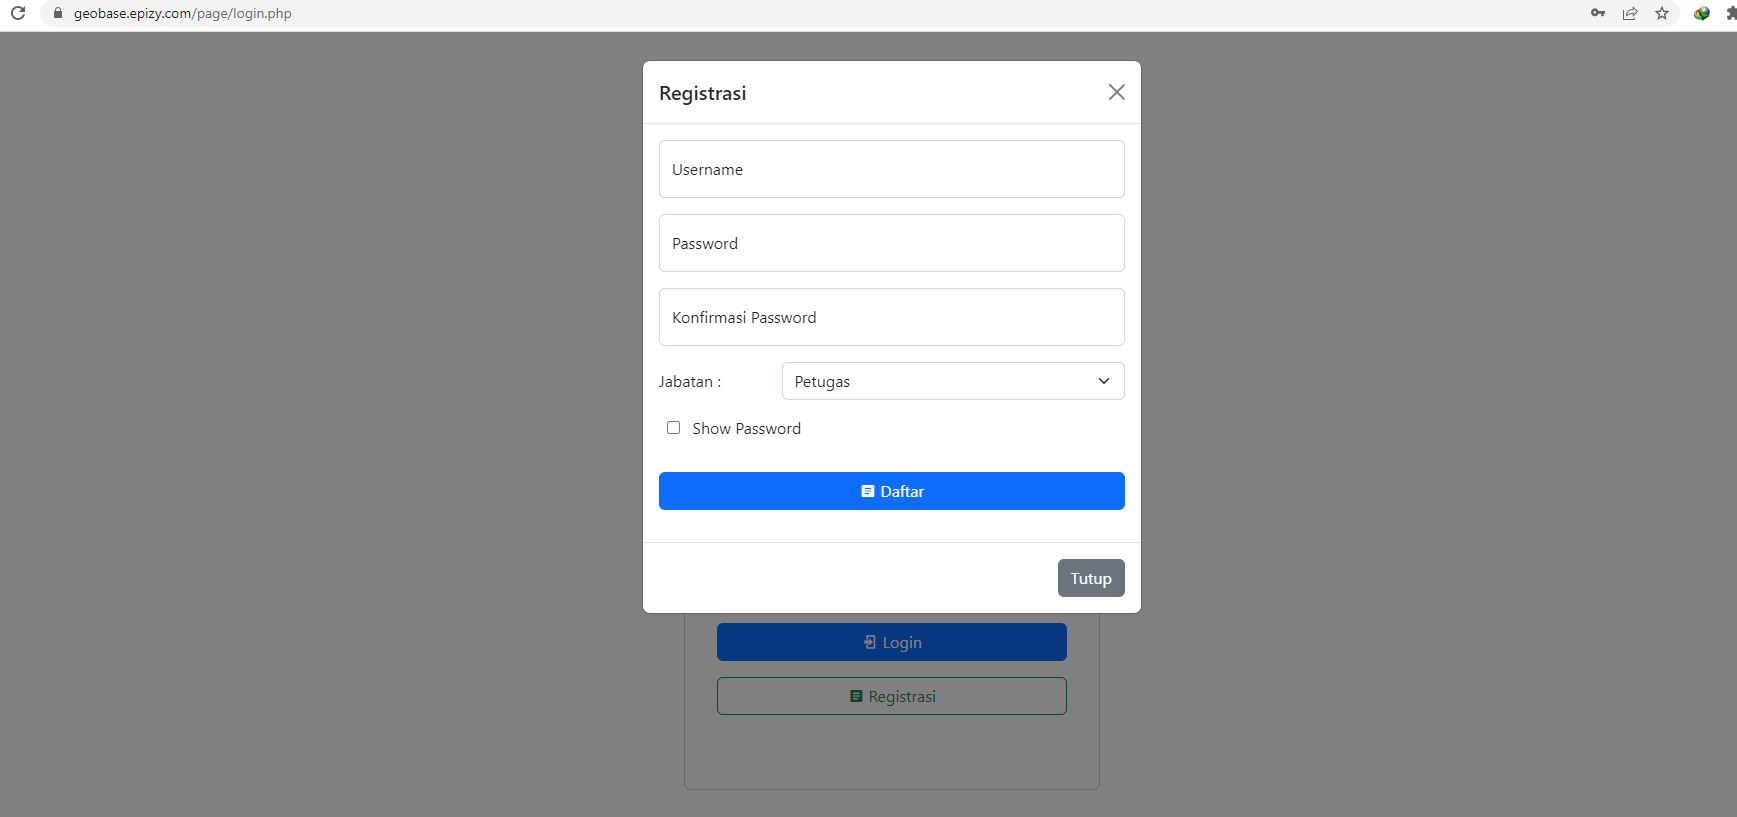 geobase.epizy.com/page/login.php
Registrasi
Username
Password
Konfirmasi Password
Jabatan :
Petugas
Show Password
Daftar
Tutup
Login
Registrasi